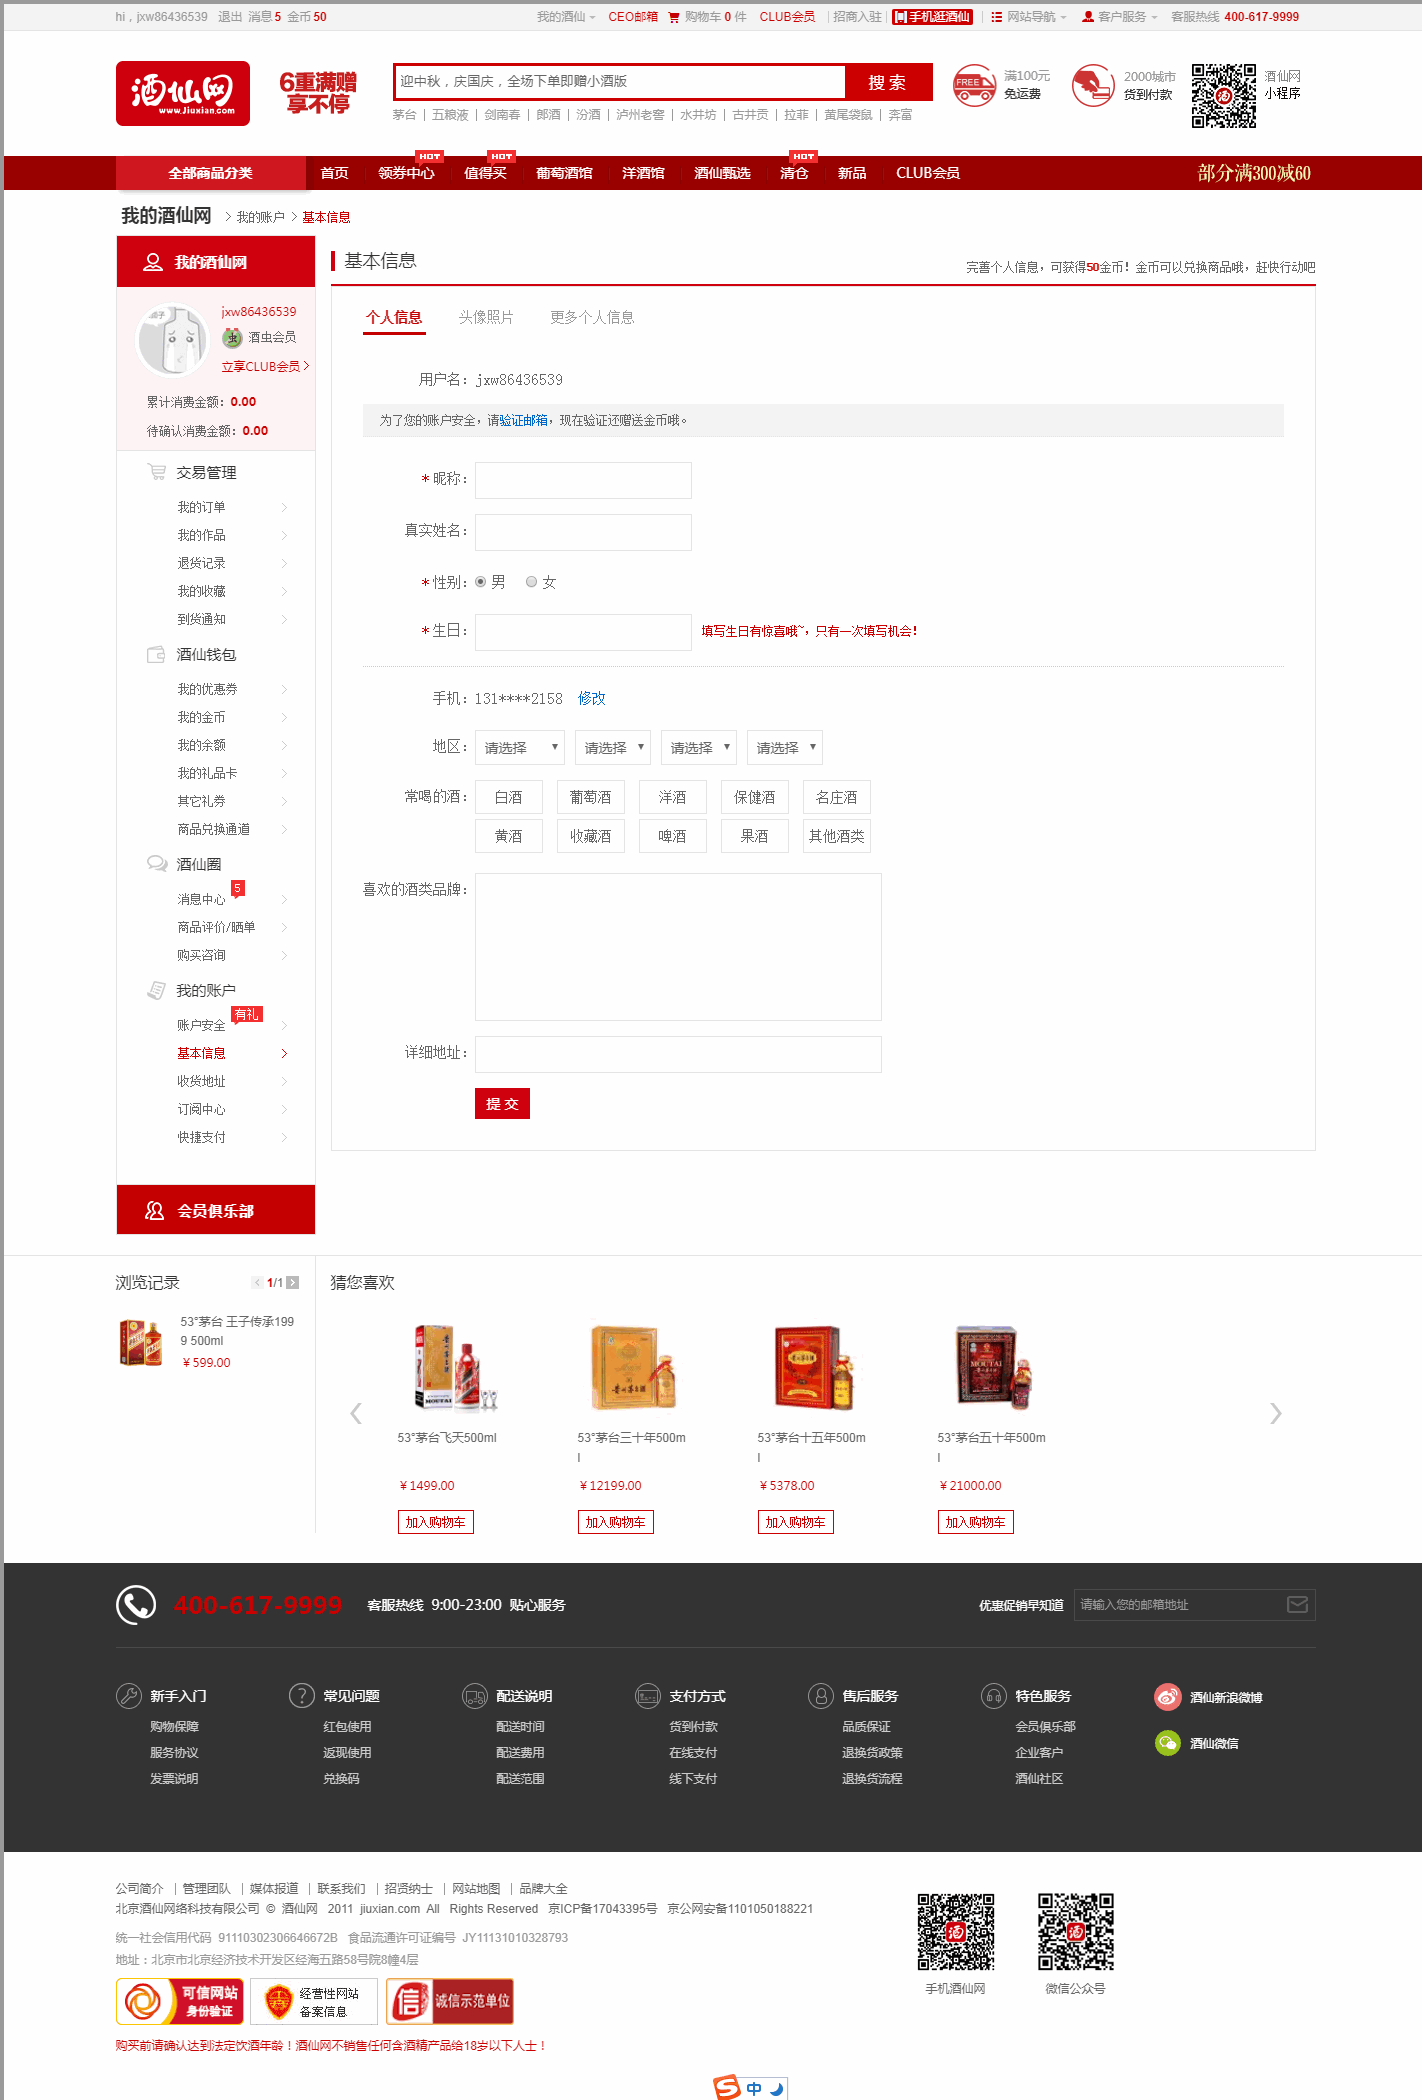 hi，jxw86436539 退出 消息 5 金币 50
我的酒仙 CEO邮箱 购物车 0 件 CLUB会员 招商入驻 手机逛酒仙 网站导航 客户服务 客服热线 400-617-9999
酒仙网
www.Jiuxian.com
6重满赠
享不停
迎中秋，庆国庆，全场下单即赠小酒版
搜 索
茅台 | 五粮液 | 剑南春 | 郎酒 | 汾酒 | 泸州老窖 | 水井坊 | 古井贡 | 拉菲 | 黄尾袋鼠 | 奔富
FREE
满100元
免运费
2000城市
货到付款
酒
酒仙网
小程序
全部商品分类 首页 领券中心 HOT 值得买 HOT 葡萄酒馆 洋酒馆 酒仙甄选 清仓 HOT 新品 CLUB会员
部分满300减60
我的酒仙网 > 我的账户 > 基本信息
我的酒仙网
jxw86436539
虫 酒虫会员
立享CLUB会员 >
累计消费金额：0.00
待确认消费金额：0.00
交易管理
我的订单
我的作品
退货记录
我的收藏
到货通知
酒仙钱包
我的优惠券
我的金币
我的余额
我的礼品卡
其它礼券
商品兑换通道
酒仙圈
消息中心 5
商品评价/晒单
购买咨询
我的账户
账户安全 有礼
基本信息
收货地址
订阅中心
快捷支付
会员俱乐部
基本信息
完善个人信息，可获得50金币！金币可以兑换商品哦，赶快行动吧
个人信息 头像照片 更多个人信息
用户名：jxw86436539
为了您的账户安全，请验证邮箱，现在验证还赠送金币哦。
*昵称：
真实姓名：
*性别： 男 女
*生日： 填写生日有惊喜哦~，只有一次填写机会！
手机：131****2158 修改
地区： 请选择 请选择 请选择 请选择
常喝的酒： 白酒 葡萄酒 洋酒 保健酒 名庄酒
黄酒 收藏酒 啤酒 果酒 其他酒类
喜欢的酒类品牌：
详细地址：
提 交
浏览记录 < 1/1 >
53°茅台 王子传承199
9 500ml
￥599.00
猜您喜欢
MOUTAI
MOUTAI
53°茅台飞天500ml
￥1499.00
加入购物车
53°茅台三十年500m
l
￥12199.00
加入购物车
53°茅台十五年500m
l
￥5378.00
加入购物车
53°茅台五十年500m
l
￥21000.00
加入购物车
400-617-9999 客服热线 9:00-23:00 贴心服务
优惠促销早知道 请输入您的邮箱地址
新手入门
购物保障
服务协议
发票说明
常见问题
红包使用
返现使用
兑换码
配送说明
配送时间
配送费用
配送范围
支付方式
货到付款
在线支付
线下支付
售后服务
品质保证
退换货政策
退换货流程
特色服务
会员俱乐部
企业客户
酒仙社区
酒仙新浪微博
酒仙微信
公司简介 | 管理团队 | 媒体报道 | 联系我们 | 招贤纳士 | 网站地图 | 品牌大全
北京酒仙网络科技有限公司 © 酒仙网 2011 jiuxian.com All Rights Reserved 京ICP备17043395号 京公网安备1101050188221
统一社会信用代码 91110302306646672B 食品流通许可证编号 JY11131010328793
地址：北京市北京经济技术开发区经海五路58号院8幢4层
可信网站
身份验证
经营性网站
备案信息
信 诚信示范单位
酒
手机酒仙网
酒
微信公众号
购买前请确认达到法定饮酒年龄！酒仙网不销售任何含酒精产品给18岁以下人士！
S 中